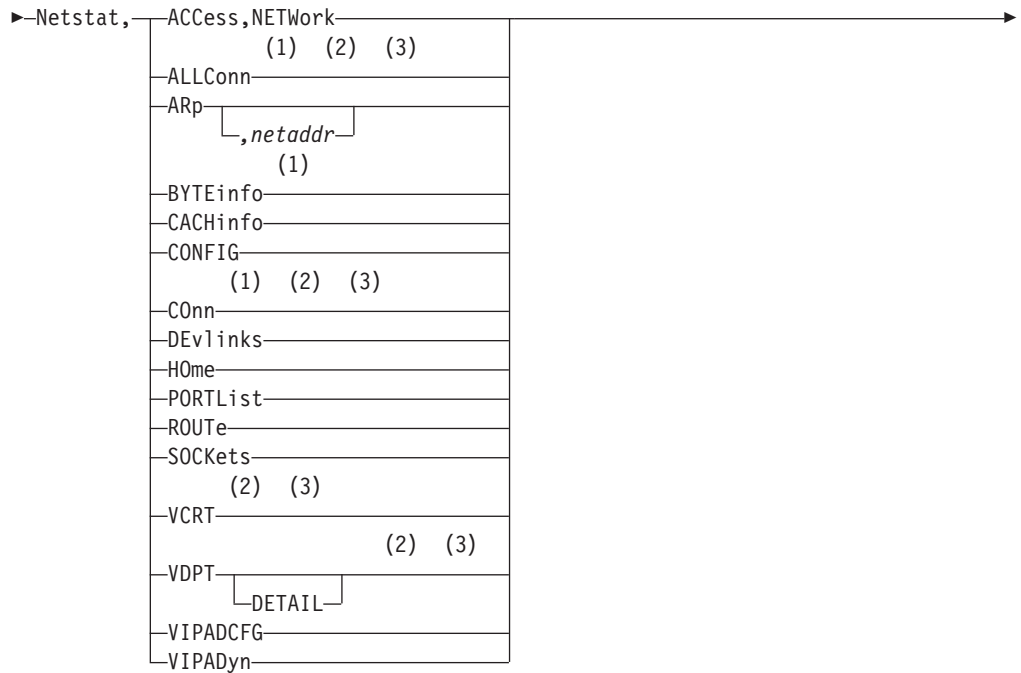 Netstat, ACCess,NETWork
(1) (2) (3)
ALLConn
ARp
,netaddr
(1)
BYTEinfo
CACHinfo
CONFIG
(1) (2) (3)
COnn
DEvlinks
HOme
PORTList
ROUTe
SOCKets
(2) (3)
VCRT
(2) (3)
VDPT
DETAIL
VIPADCFG
VIPADyn